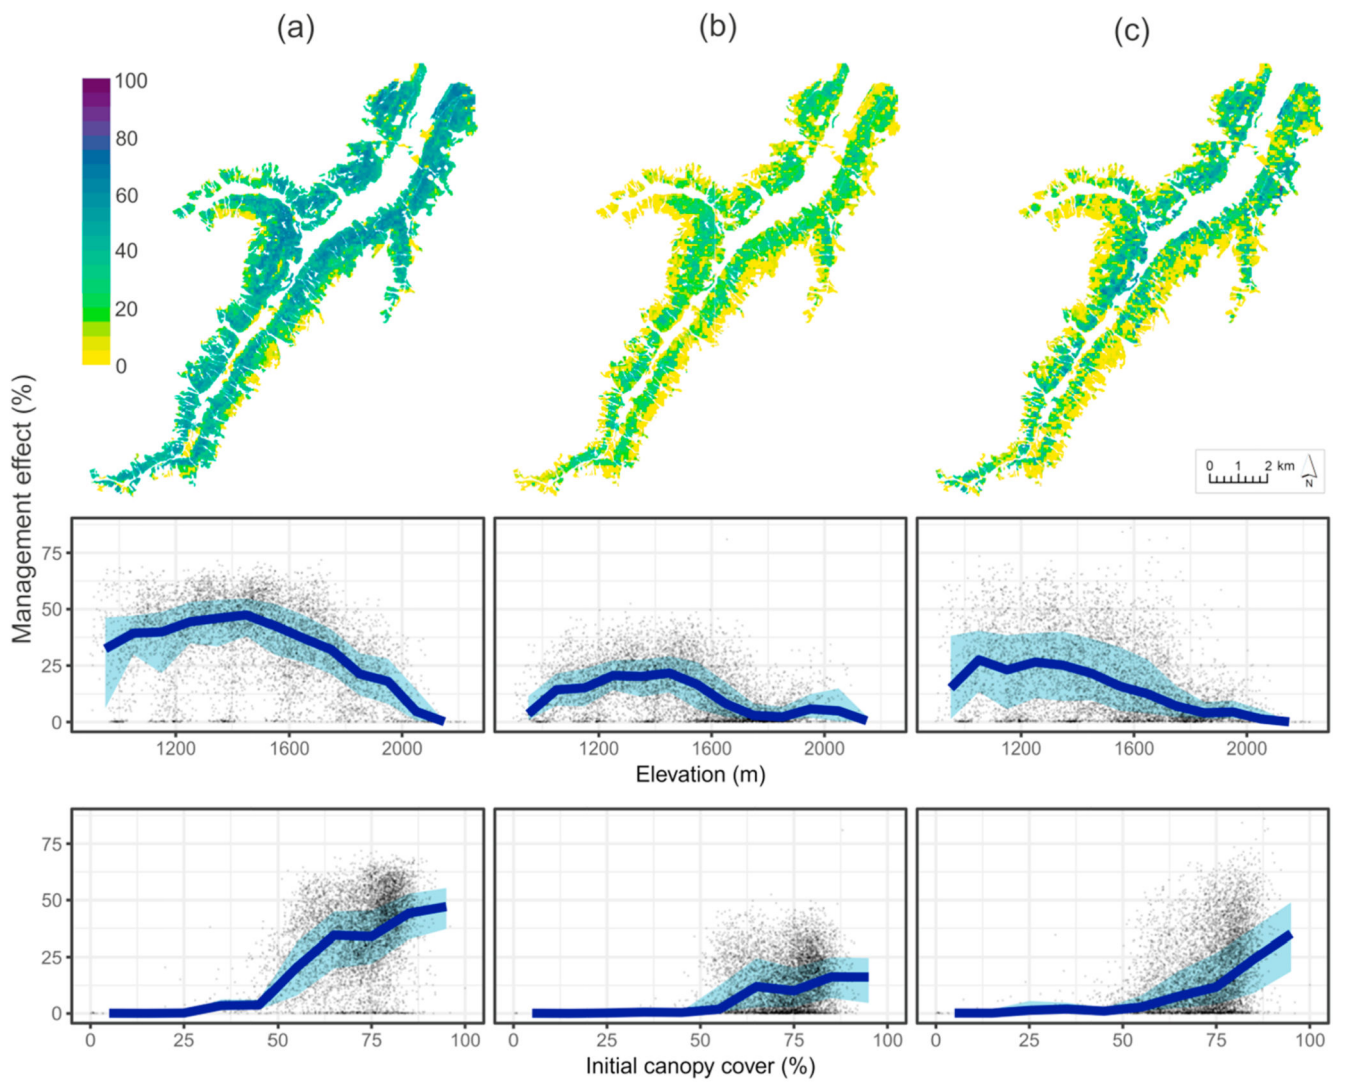 (a) (b) (c)
100
80
60
40
20
0
0 1 2 km
N
Management effect (%)
75
50
25
0
1200 1600 2000 1200 1600 2000 1200 1600 2000
Elevation (m)
75
50
25
0
0 25 50 75 100 0 25 50 75 100 0 25 50 75 100
Initial canopy cover (%)